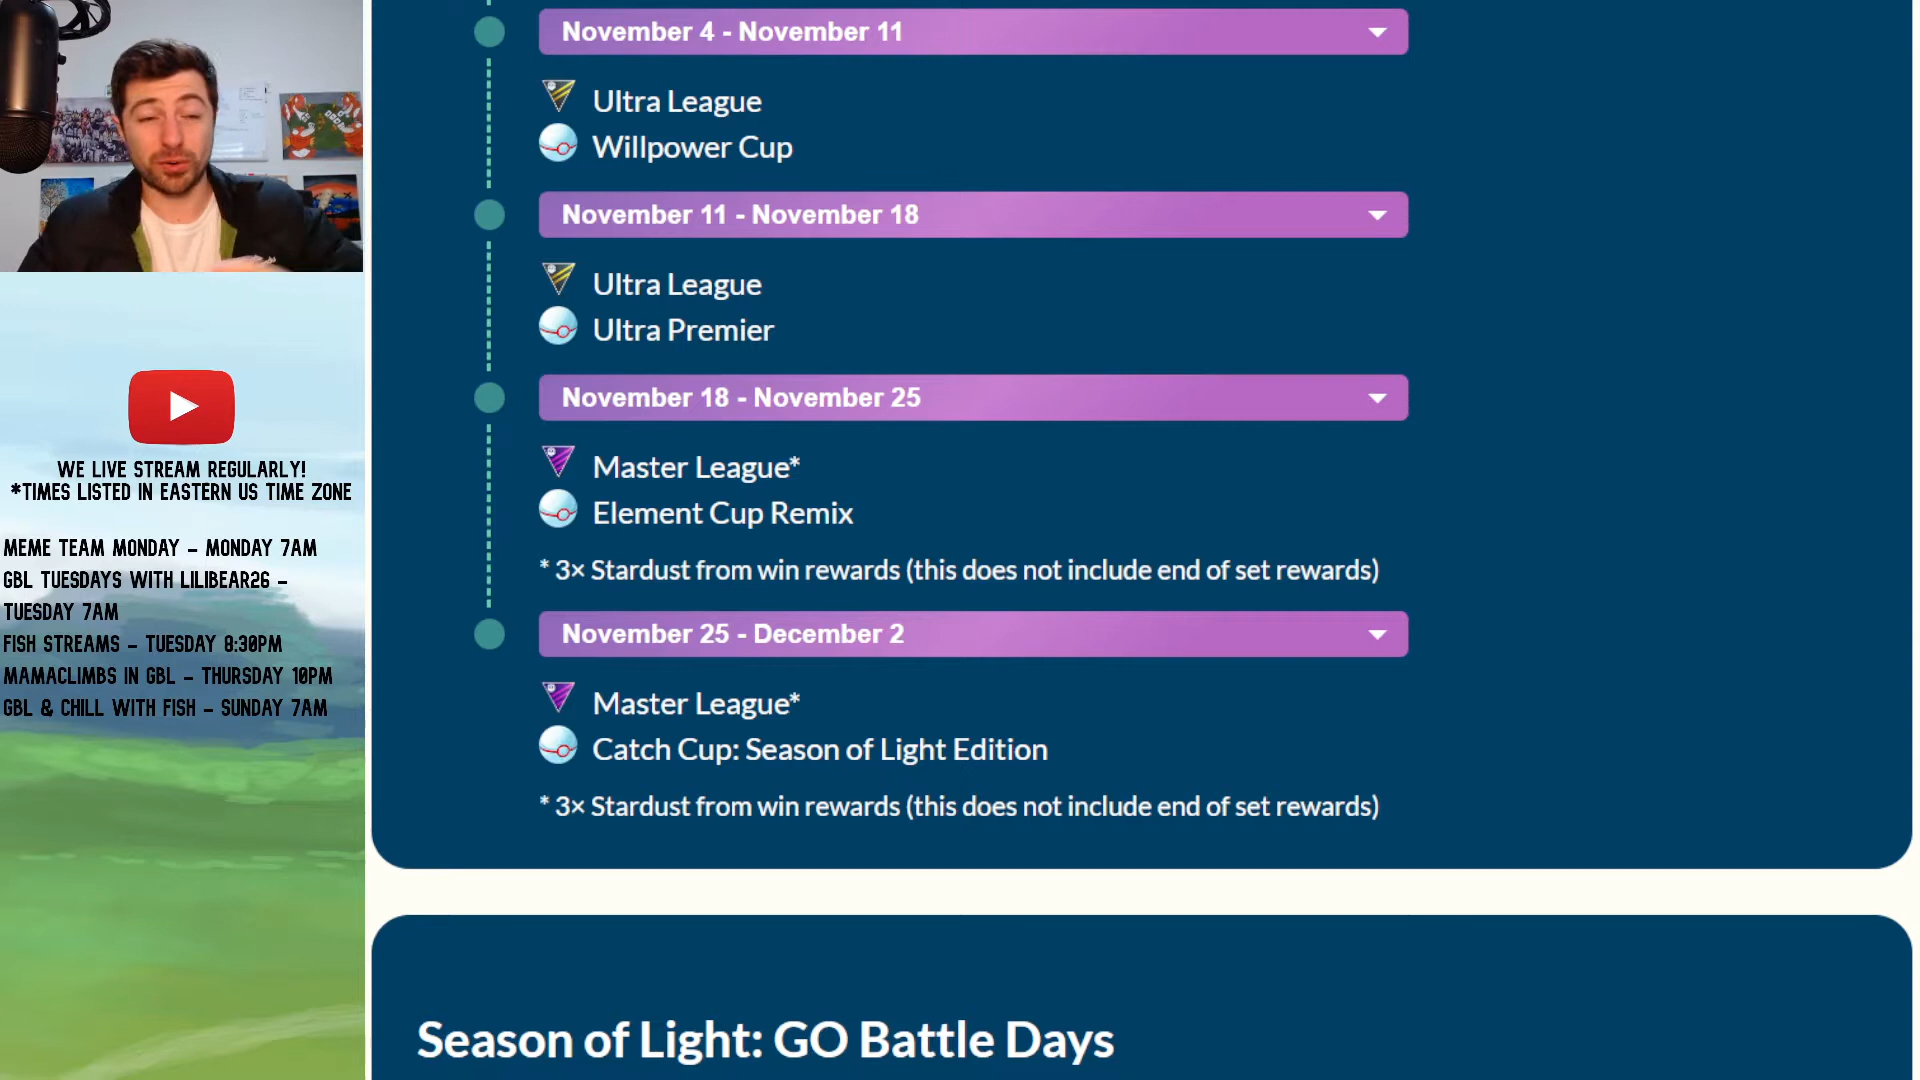 November 4 - November 11
Ultra League
Willpower Cup
November 11 - November 18
Ultra League
Ultra Premier
November 18 - November 25
Master League*
Element Cup Remix
* 3× Stardust from win rewards (this does not include end of set rewards)
November 25 - December 2
Master League*
Catch Cup: Season of Light Edition
* 3× Stardust from win rewards (this does not include end of set rewards)
Season of Light: GO Battle Days
WE LIVE STREAM REGULARLY!
*TIMES LISTED IN EASTERN US TIME ZONE
MEME TEAM MONDAY - MONDAY 7AM
GBL TUESDAYS WITH LILIBEAR26 -
TUESDAY 7AM
FISH STREAMS - TUESDAY 8:30PM
MAMACLIMBS IN GBL - THURSDAY 10PM
GBL & CHILL WITH FISH - SUNDAY 7AM